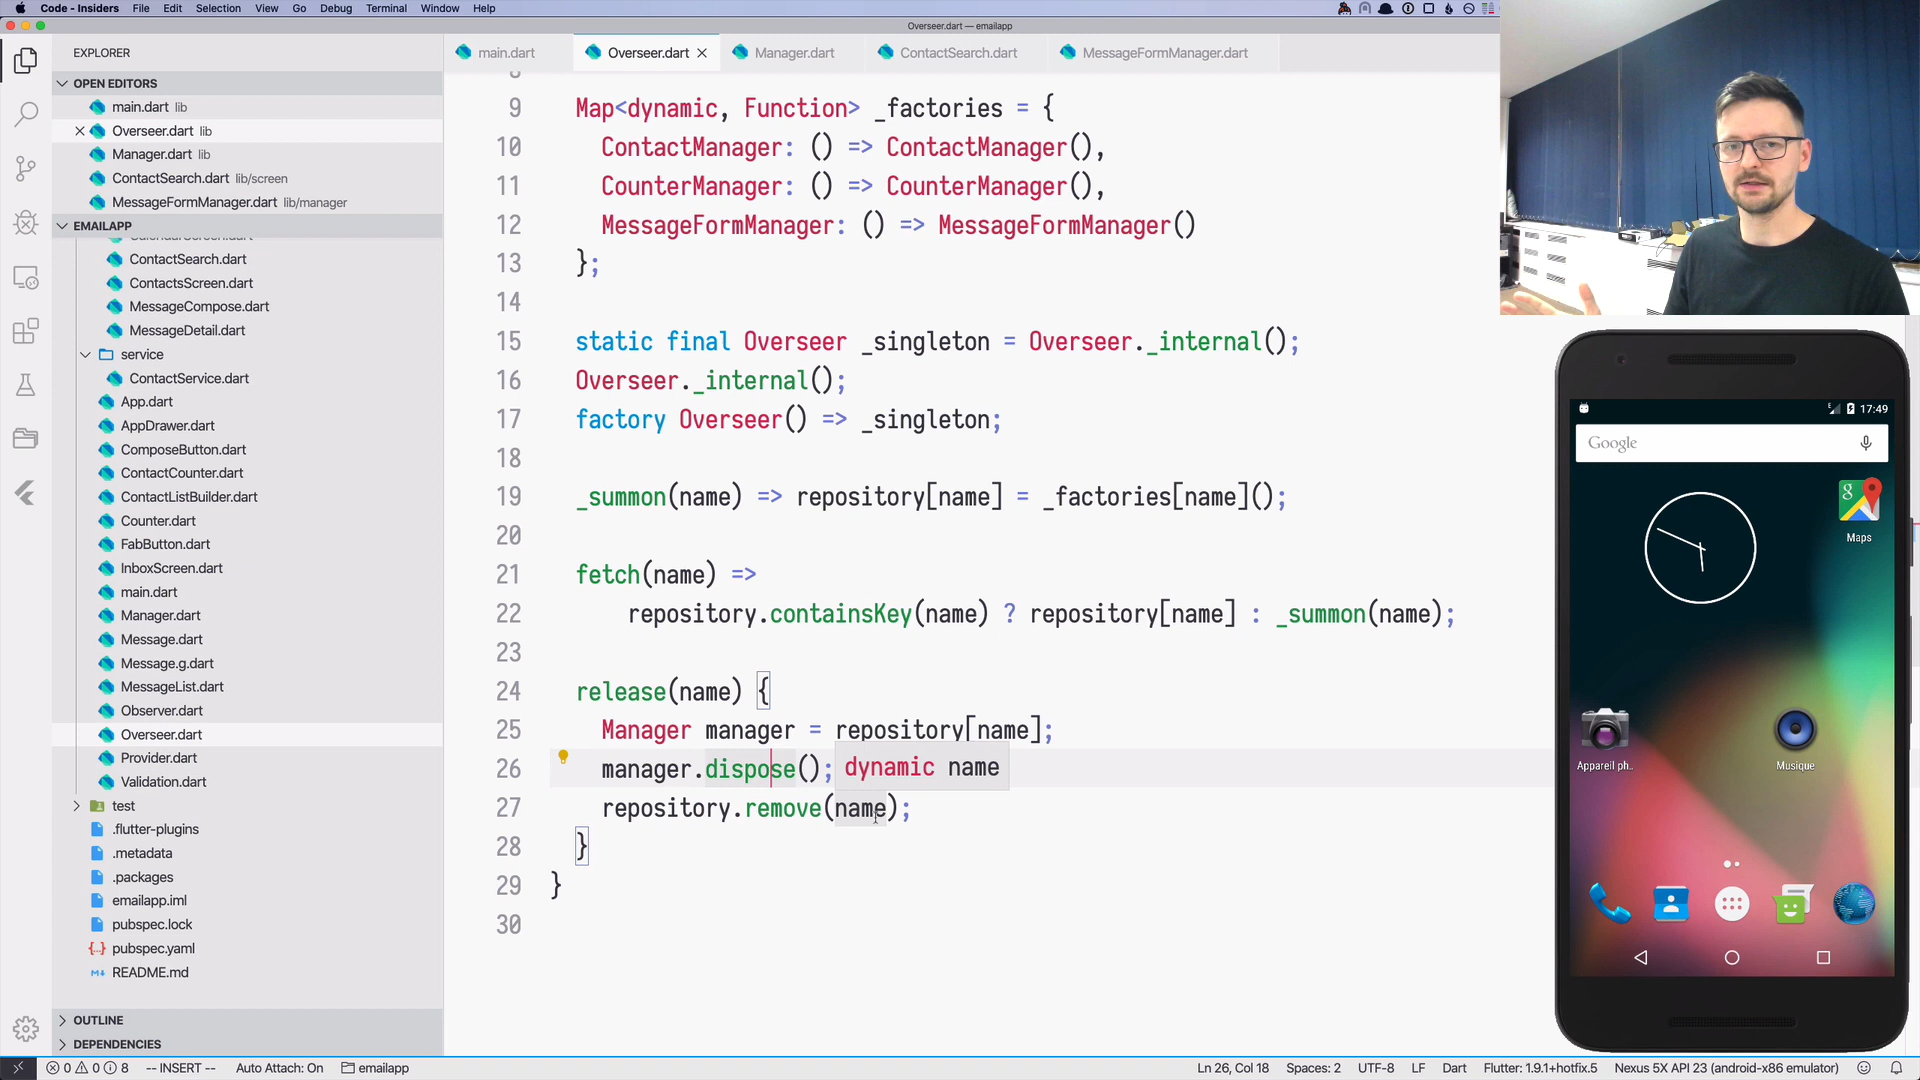 Code - Insiders File Edit Selection View Go Debug Terminal Window Help
Overseer.dart — emailapp
EXPLORER
OPEN EDITORS
main.dart lib
Overseer.dart lib
Manager.dart lib
ContactSearch.dart lib/screen
MessageFormManager.dart lib/manager
EMAILAPP
CalendarScreen.dart
ContactSearch.dart
ContactsScreen.dart
MessageCompose.dart
MessageDetail.dart
service
ContactService.dart
App.dart
AppDrawer.dart
ComposeButton.dart
ContactCounter.dart
ContactListBuilder.dart
Counter.dart
FabButton.dart
InboxScreen.dart
main.dart
Manager.dart
Message.dart
Message.g.dart
MessageList.dart
Observer.dart
Overseer.dart
Provider.dart
Validation.dart
test
.flutter-plugins
.metadata
.packages
emailapp.iml
pubspec.lock
pubspec.yaml
README.md
OUTLINE
DEPENDENCIES
main.dart Overseer.dart Manager.dart ContactSearch.dart MessageFormManager.dart
8
9 Map<dynamic, Function> _factories = {
10 ContactManager: () => ContactManager(),
11 CounterManager: () => CounterManager(),
12 MessageFormManager: () => MessageFormManager()
13 };
14
15 static final Overseer _singleton = Overseer._internal();
16 Overseer._internal();
17 factory Overseer() => _singleton;
18
19 _summon(name) => repository[name] = _factories[name]();
20
21 fetch(name) =>
22 repository.containsKey(name) ? repository[name] : _summon(name);
23
24 release(name) {
25 Manager manager = repository[name];
26 manager.dispose(); dynamic name
27 repository.remove(name);
28 }
29 }
30
17:49
Google
Maps
Appareil ph..
Musique
0 0 8 -- INSERT -- Auto Attach: On emailapp Ln 26, Col 18 Spaces: 2 UTF-8 LF Dart Flutter: 1.9.1+hotfix.5 Nexus 5X API 23 (android-x86 emulator)